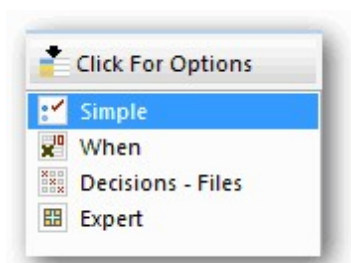 Click For Options
Simple
When
Decisions - Files
Expert